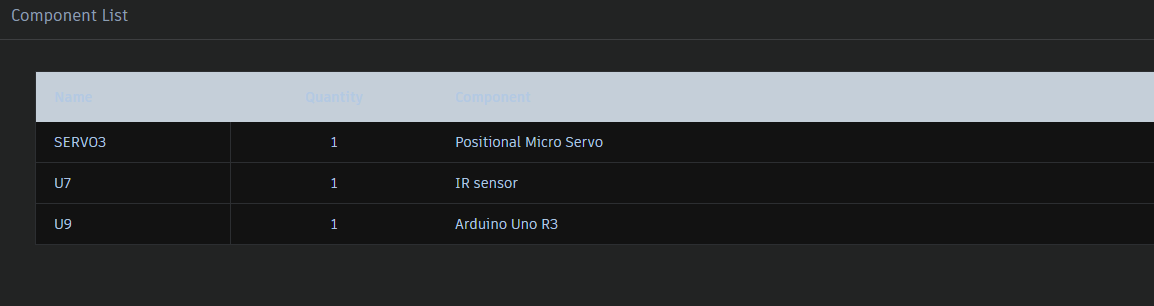 Component List
Name Quantity Component
SERVO3 1 Positional Micro Servo
U7 1 IR sensor
U9 1 Arduino Uno R3